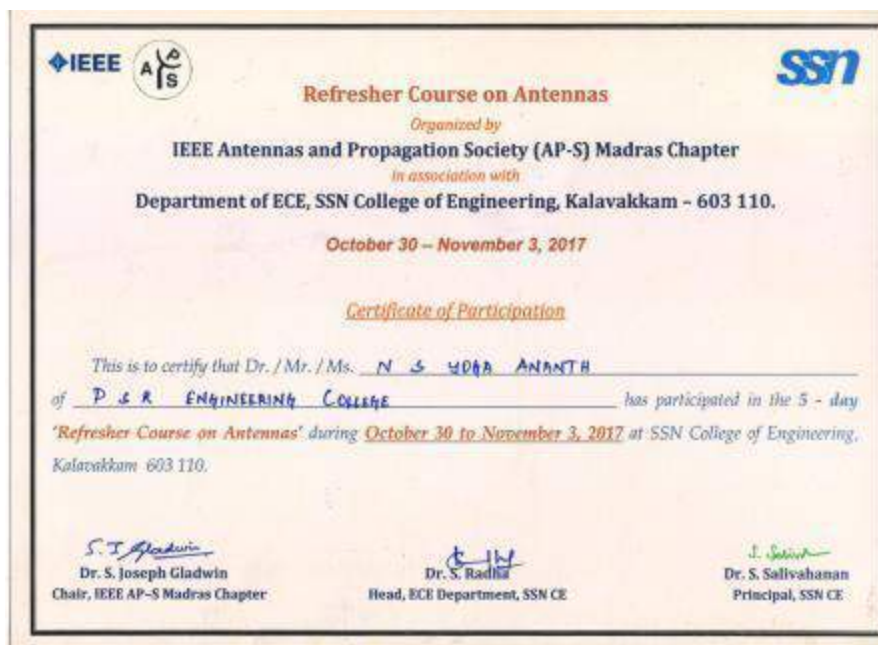 IEEE
A P S
SSN
Refresher Course on Antennas
Organized by
IEEE Antennas and Propagation Society (AP-S) Madras Chapter
in association with
Department of ECE, SSN College of Engineering, Kalavakkam – 603 110.
October 30 – November 3, 2017
Certificate of Participation
This is to certify that Dr. / Mr. / Ms. N S YOGA ANANTH
of P S R ENGINEERING COLLEGE has participated in the 5 - day
'Refresher Course on Antennas' during October 30 to November 3, 2017 at SSN College of Engineering,
Kalavakkam 603 110.
S. J Gladwin
Dr. S. Joseph Gladwin
Chair, IEEE AP–S Madras Chapter
Dr. S. Radha
Head, ECE Department, SSN CE
Dr. S. Salivahanan
Principal, SSN CE